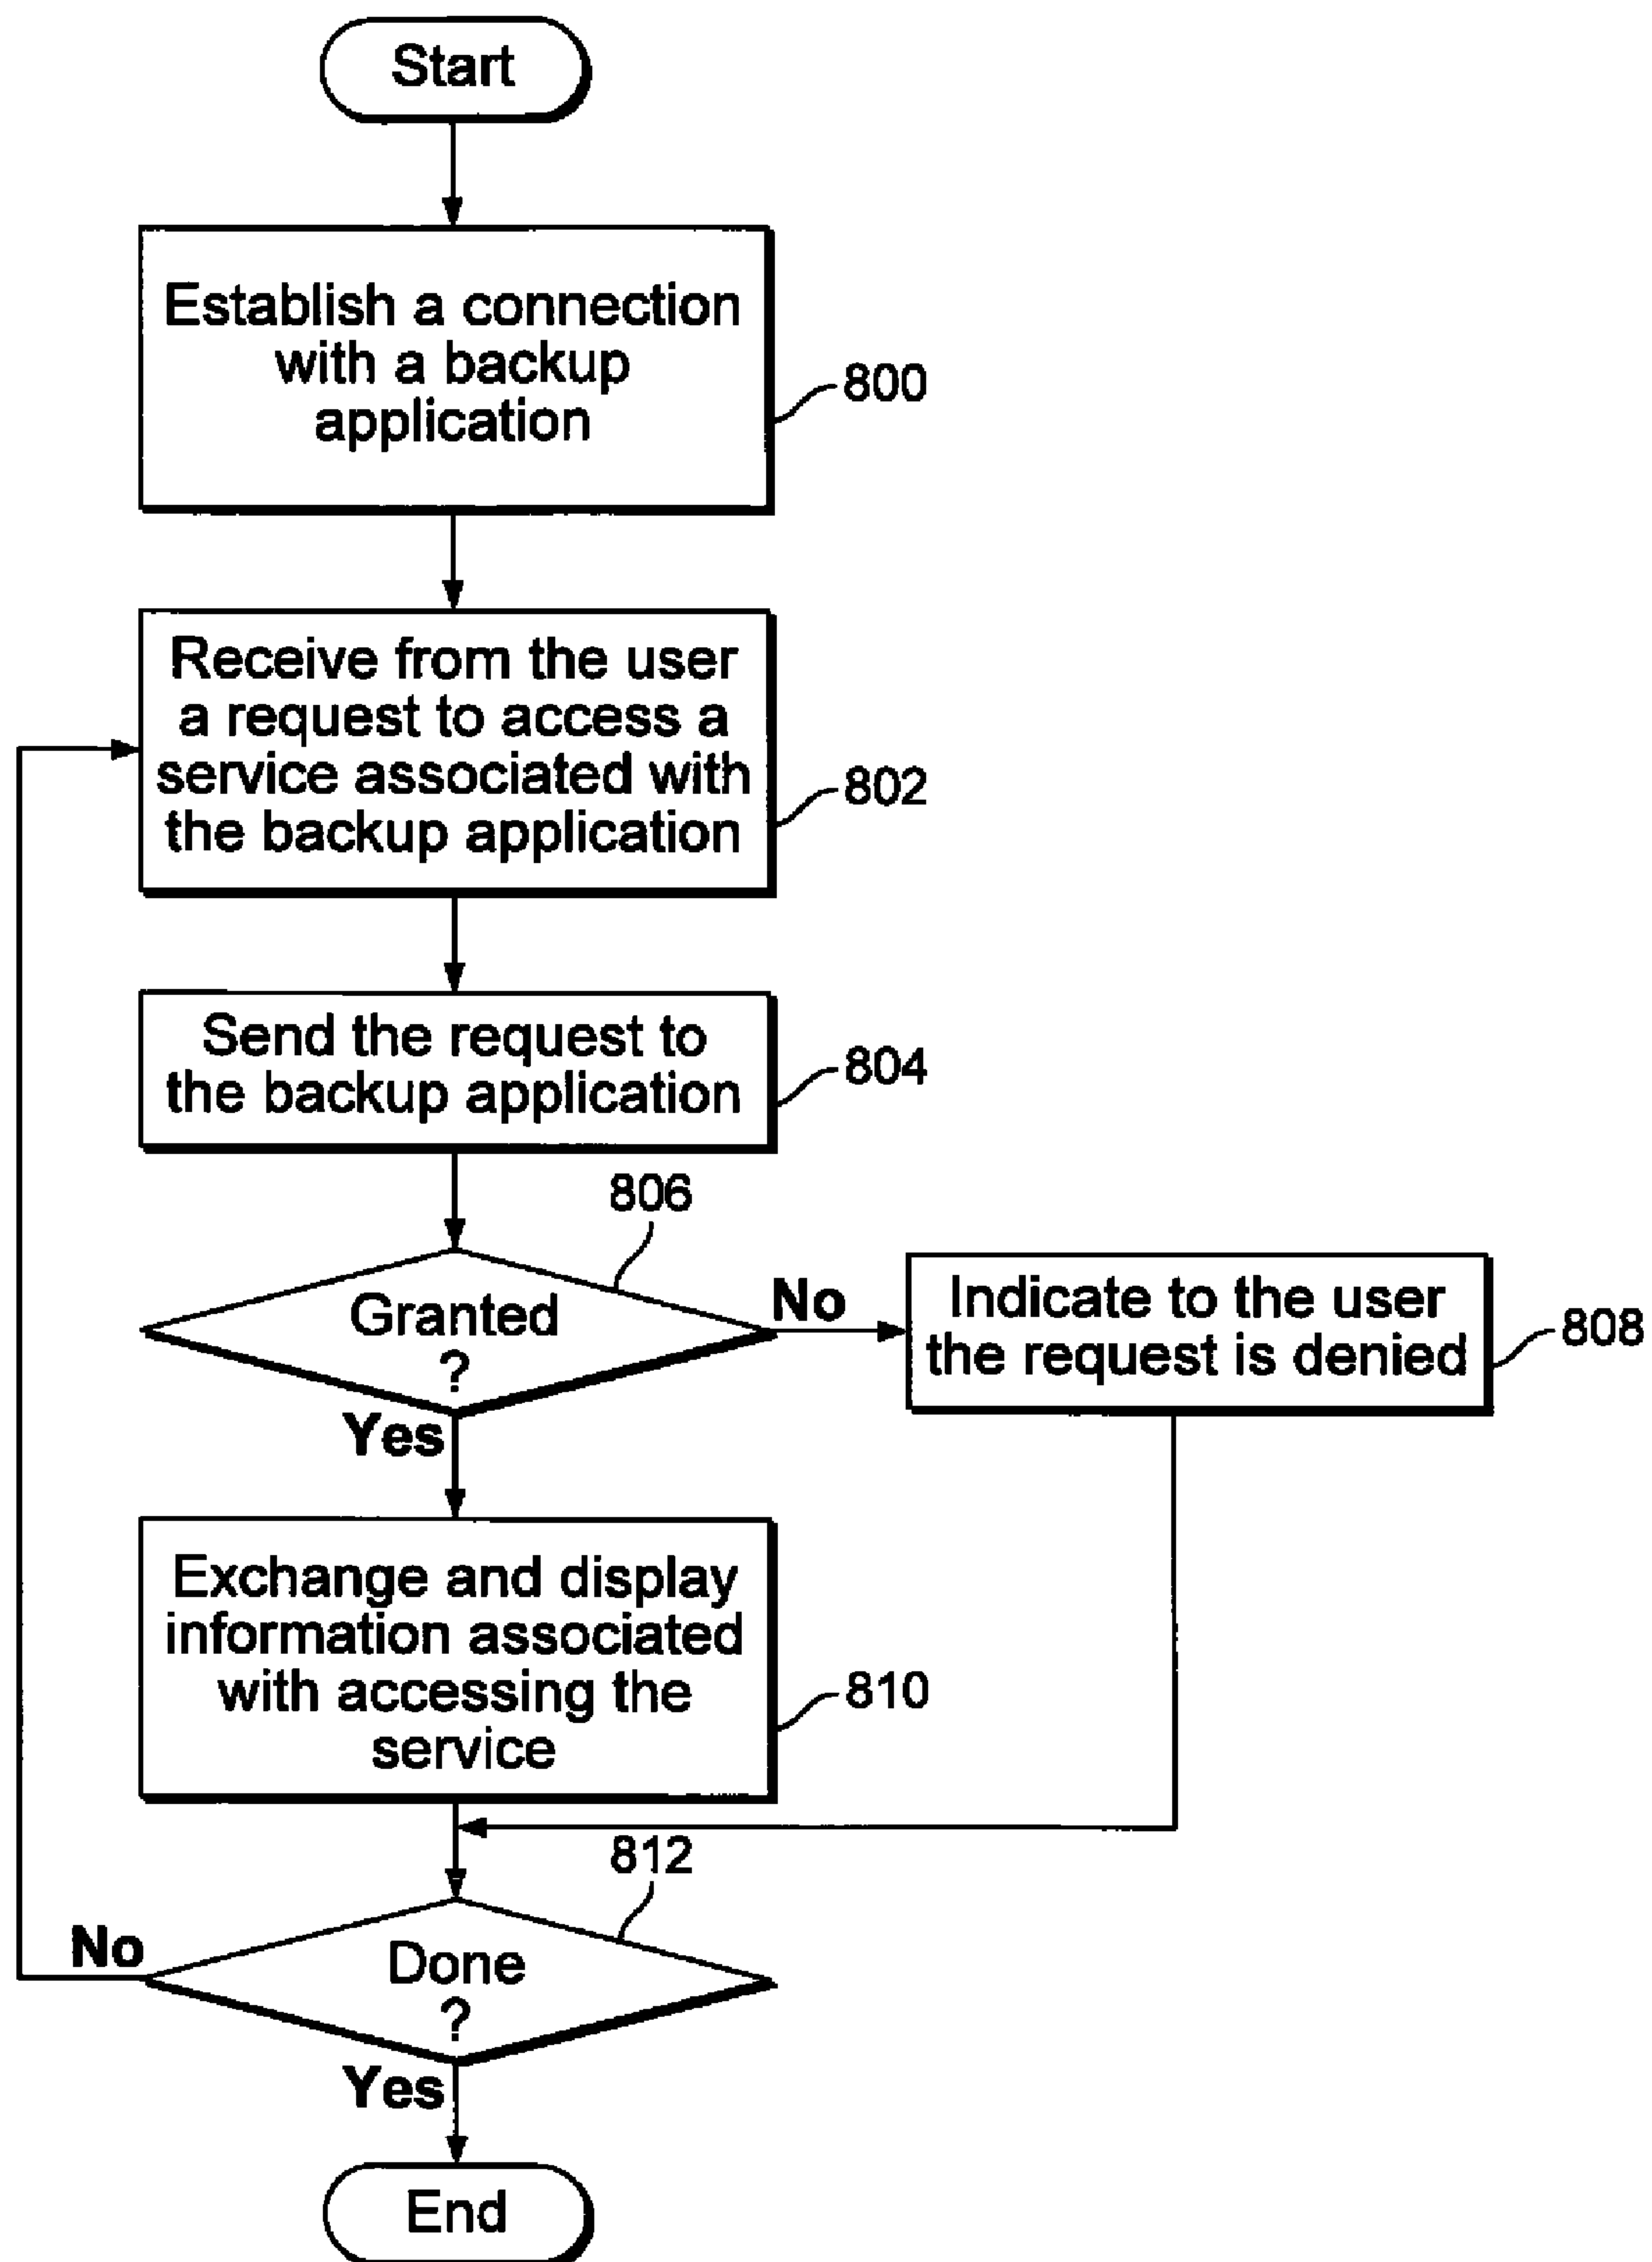 Start
Establish a connection
with a backup
application
800
Receive from the user
a request to access a
service associated with
the backup application
802
Send the request to
the backup application
804
806
Granted
?
No
Indicate to the user
the request is denied
808
Yes
Exchange and display
information associated
with accessing the
service
810
812
No
Done
?
Yes
End